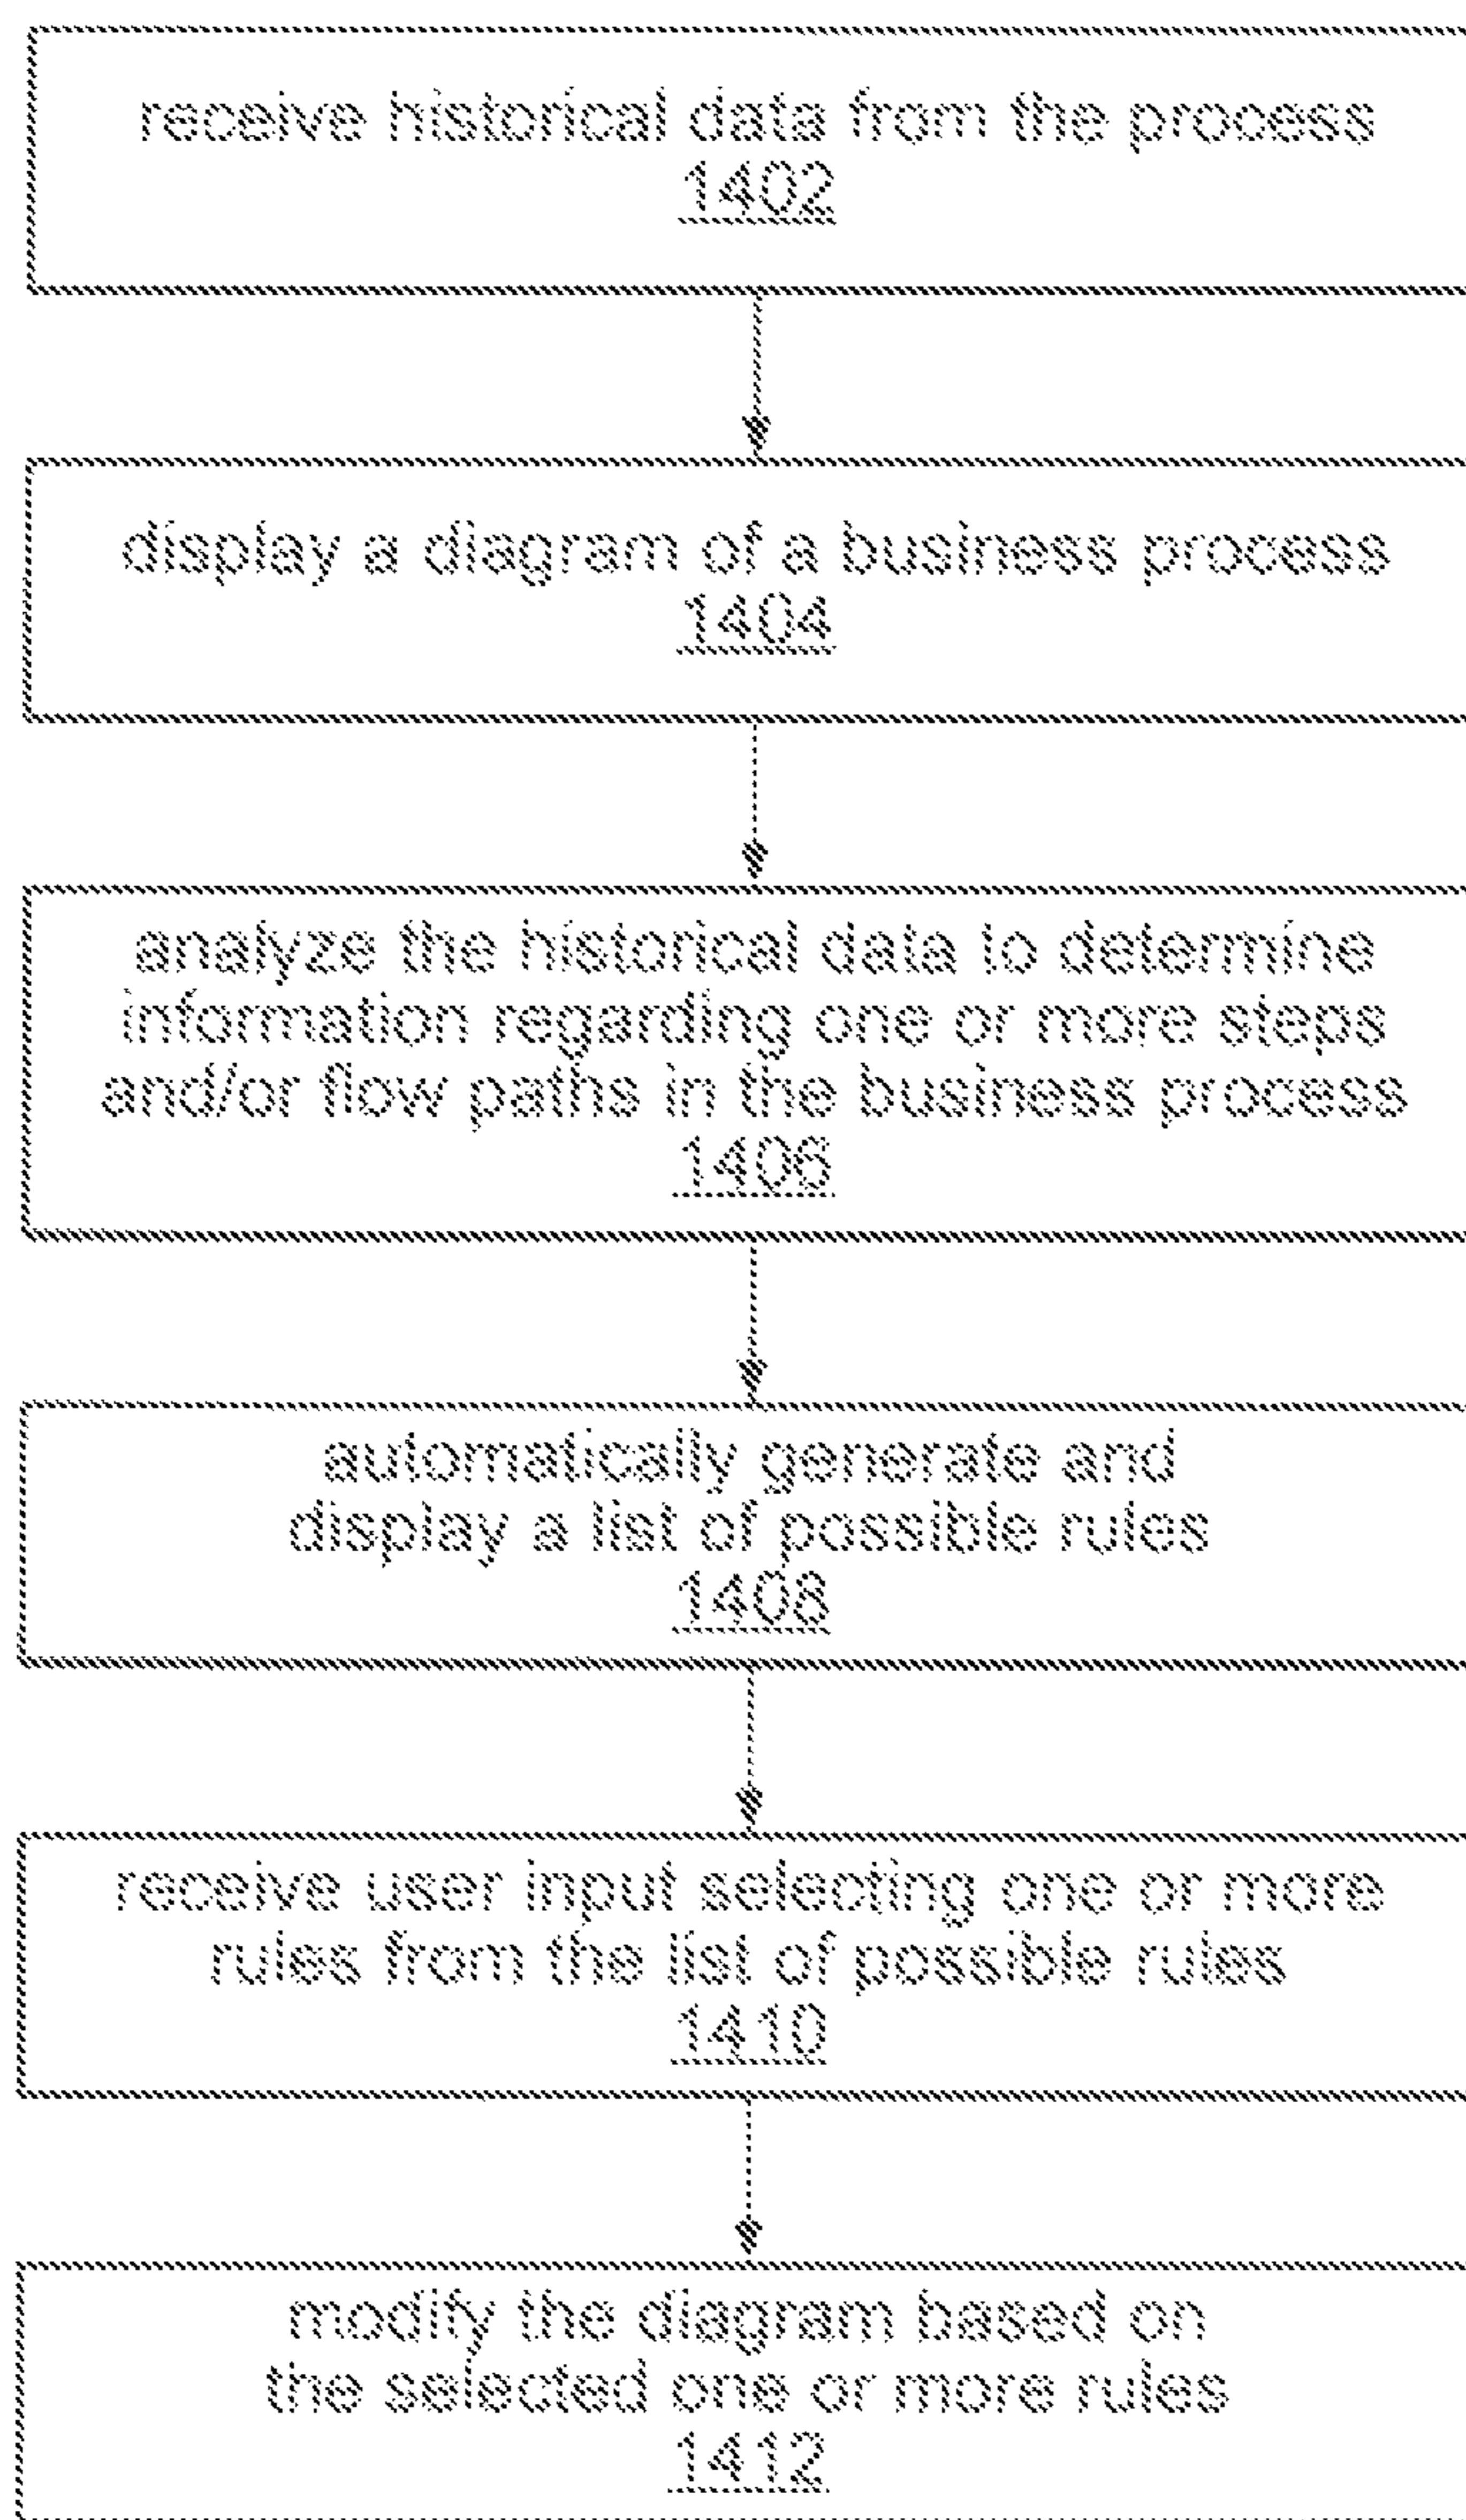 receive historical data from the process
1402
display a diagram of a business process
1404
analyze the historical data to determine
information regarding one or more steps
and/or flow paths in the business process
1406
automatically generate and
display a list of possible rules
1408
receive user input selecting one or more
rules from the list of possible rules
1410
modify the diagram based on
the selected one or more rules
1412